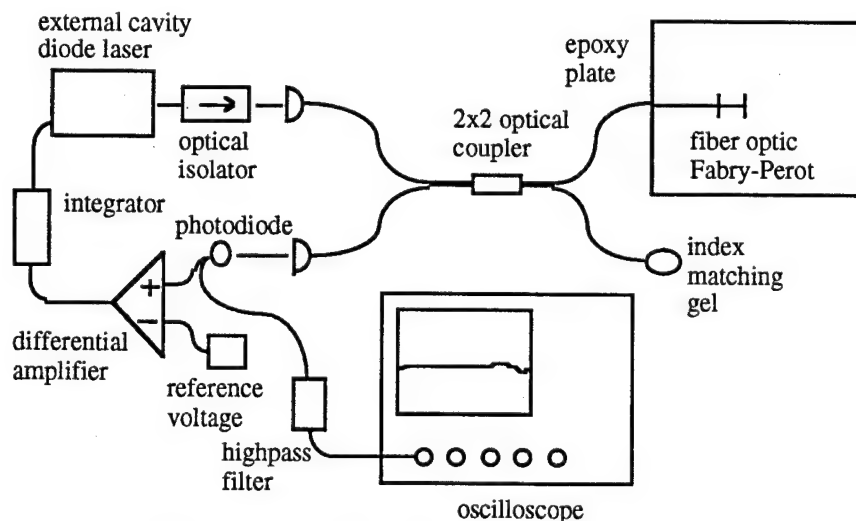 external cavity
diode laser
optical
isolator
2x2 optical
coupler
epoxy
plate
fiber optic
Fabry-Perot
integrator
photodiode
index
matching
gel
+
−
differential
amplifier
reference
voltage
highpass
filter
oscilloscope